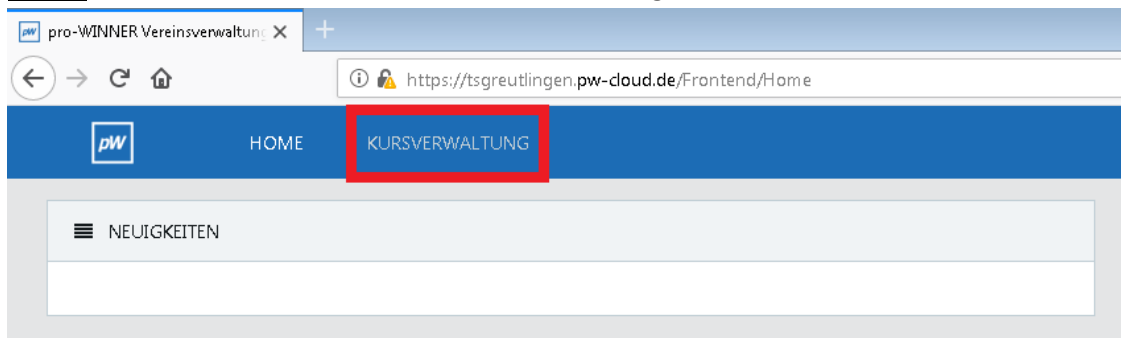 pro-WINNER Vereinsverwaltung
https://tsgreutlingen.pw-cloud.de/Frontend/Home
pW HOME KURSVERWALTUNG
NEUIGKEITEN